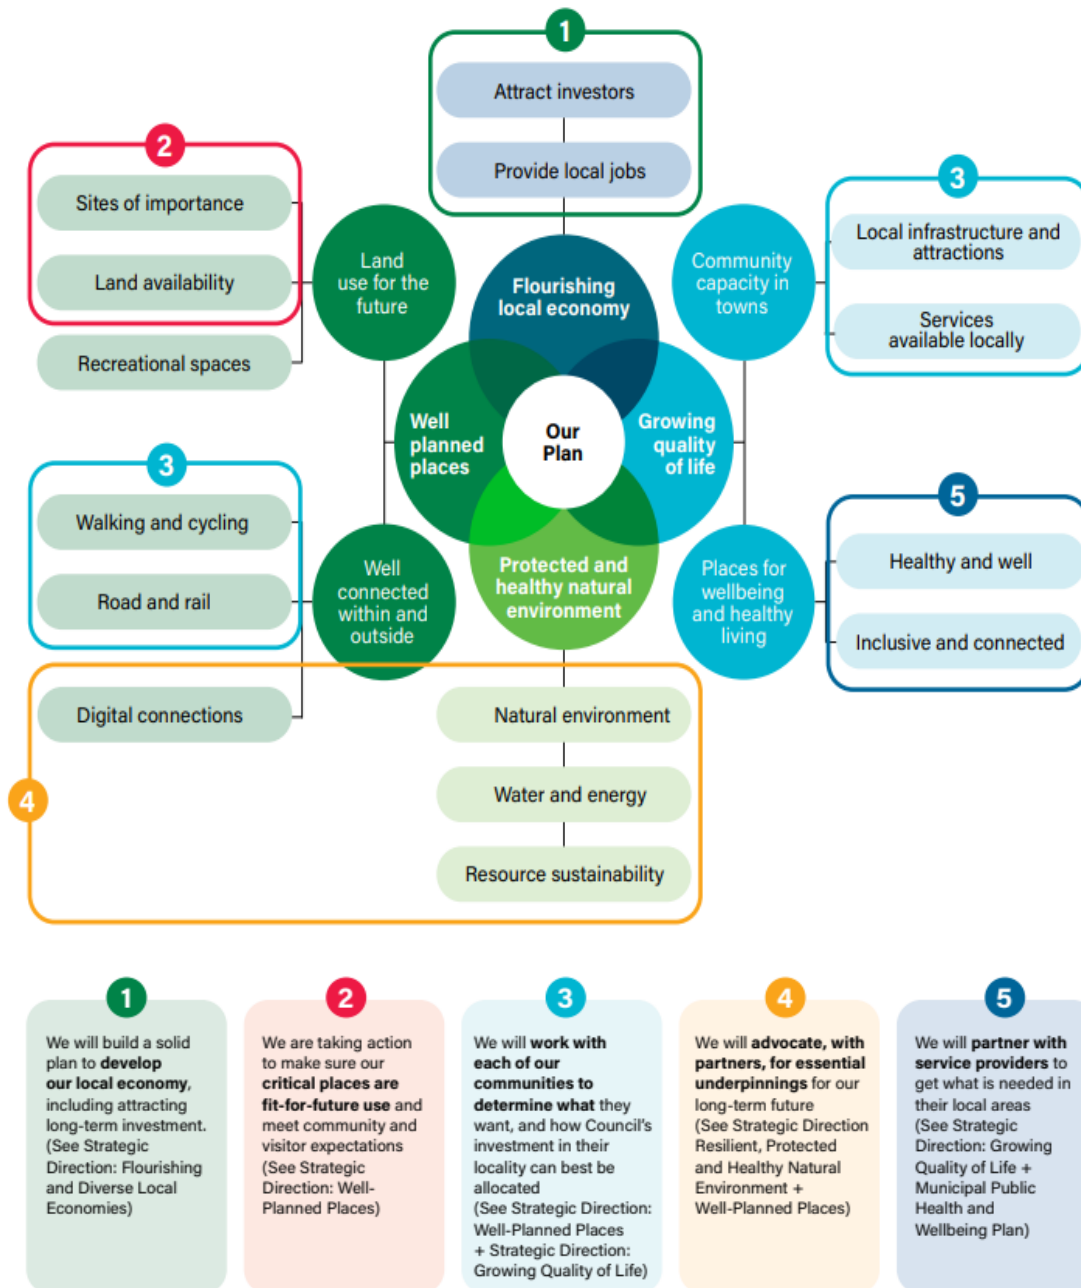 1
Attract investors
Provide local jobs
2
Sites of importance
Land availability
Recreational spaces
Land
use for the
future
Flourishing
local economy
Community
capacity in
towns
3
Local infrastructure and
attractions
Services
available locally
Well
planned
places
Our
Plan
Growing
quality
of life
3
Walking and cycling
Road and rail
Digital connections
Well
connected
within and
outside
Protected and
healthy natural
environment
Places for
wellbeing
and healthy
living
5
Healthy and well
Inclusive and connected
4
Natural environment
Water and energy
Resource sustainability
1
We will build a solid
plan to develop
our local economy,
including attracting
long-term investment.
(See Strategic
Direction: Flourishing
and Diverse Local
Economies)
2
We are taking action
to make sure our
critical places are
fit-for-future use and
meet community and
visitor expectations
(See Strategic
Direction: Well-
Planned Places)
3
We will work with
each of our
communities to
determine what they
want, and how Council's
investment in their
locality can best be
allocated
(See Strategic Direction:
Well-Planned Places
+ Strategic Direction:
Growing Quality of Life)
4
We will advocate, with
partners, for essential
underpinnings for our
long-term future
(See Strategic Direction
Resilient, Protected
and Healthy Natural
Environment +
Well-Planned Places)
5
We will partner with
service providers to
get what is needed in
their local areas
(See Strategic
Direction: Growing
Quality of Life +
Municipal Public
Health and
Wellbeing Plan)